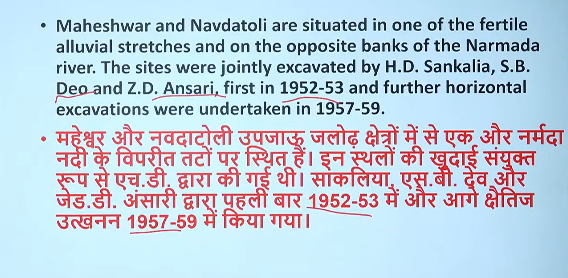 • Maheshwar and Navdatoli are situated in one of the fertile
alluvial stretches and on the opposite banks of the Narmada
river. The sites were jointly excavated by H.D. Sankalia, S.B.
Deo and Z.D. Ansari, first in 1952-53 and further horizontal
excavations were undertaken in 1957-59.
• महेश्वर और नवदाटोली उपजाऊ जलोढ़ क्षेत्रों में से एक और नर्मदा
नदी के विपरीत तटों पर स्थित हैं। इन स्थलों की खुदाई संयुक्त
रूप से एच.डी. द्वारा की गई थी। सांकलिया, एस.बी. देव और
जेड.डी. अंसारी द्वारा पहली बार 1952-53 में और आगे क्षैतिज
उत्खनन 1957-59 में किया गया।